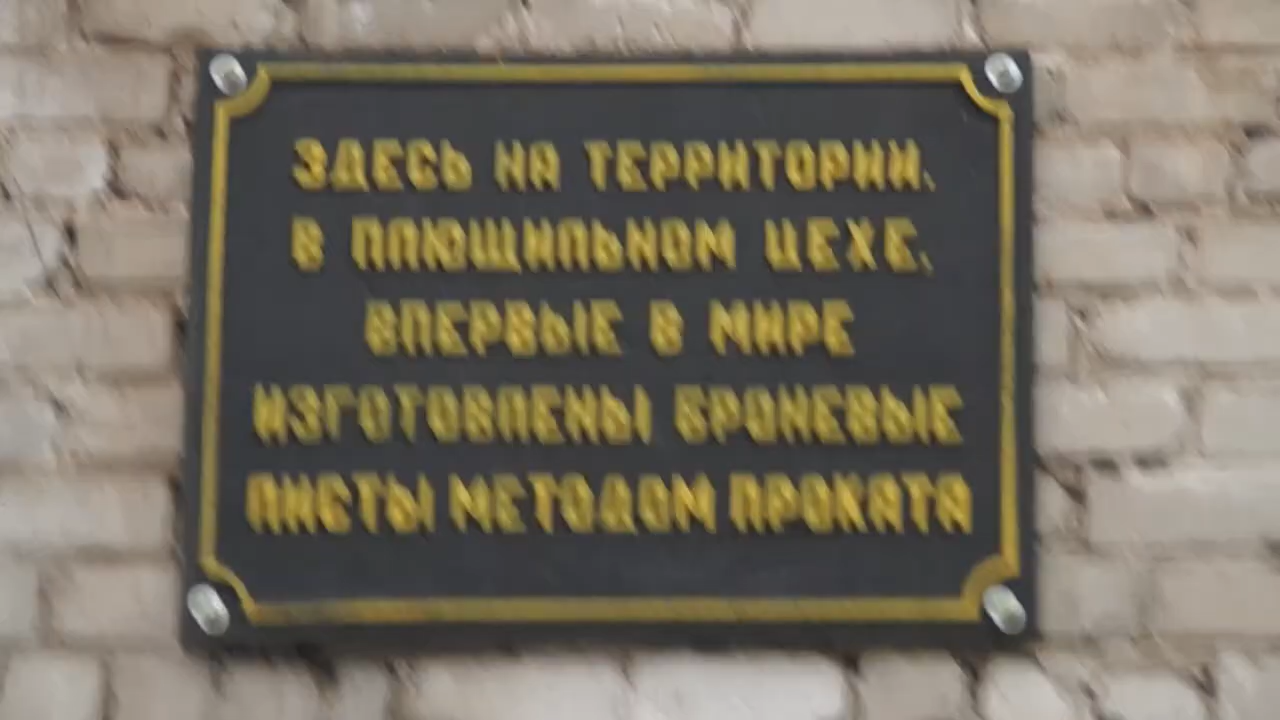 ЗДЕСЬ НА ТЕРРИТОРИИ,
В ПЛЮЩИЛЬНОМ ЦЕХЕ,
ВПЕРВЫЕ В МИРЕ
ИЗГОТОВЛЕНЫ БРОНЕВЫЕ
ЛИСТЫ МЕТОДОМ ПРОКАТА